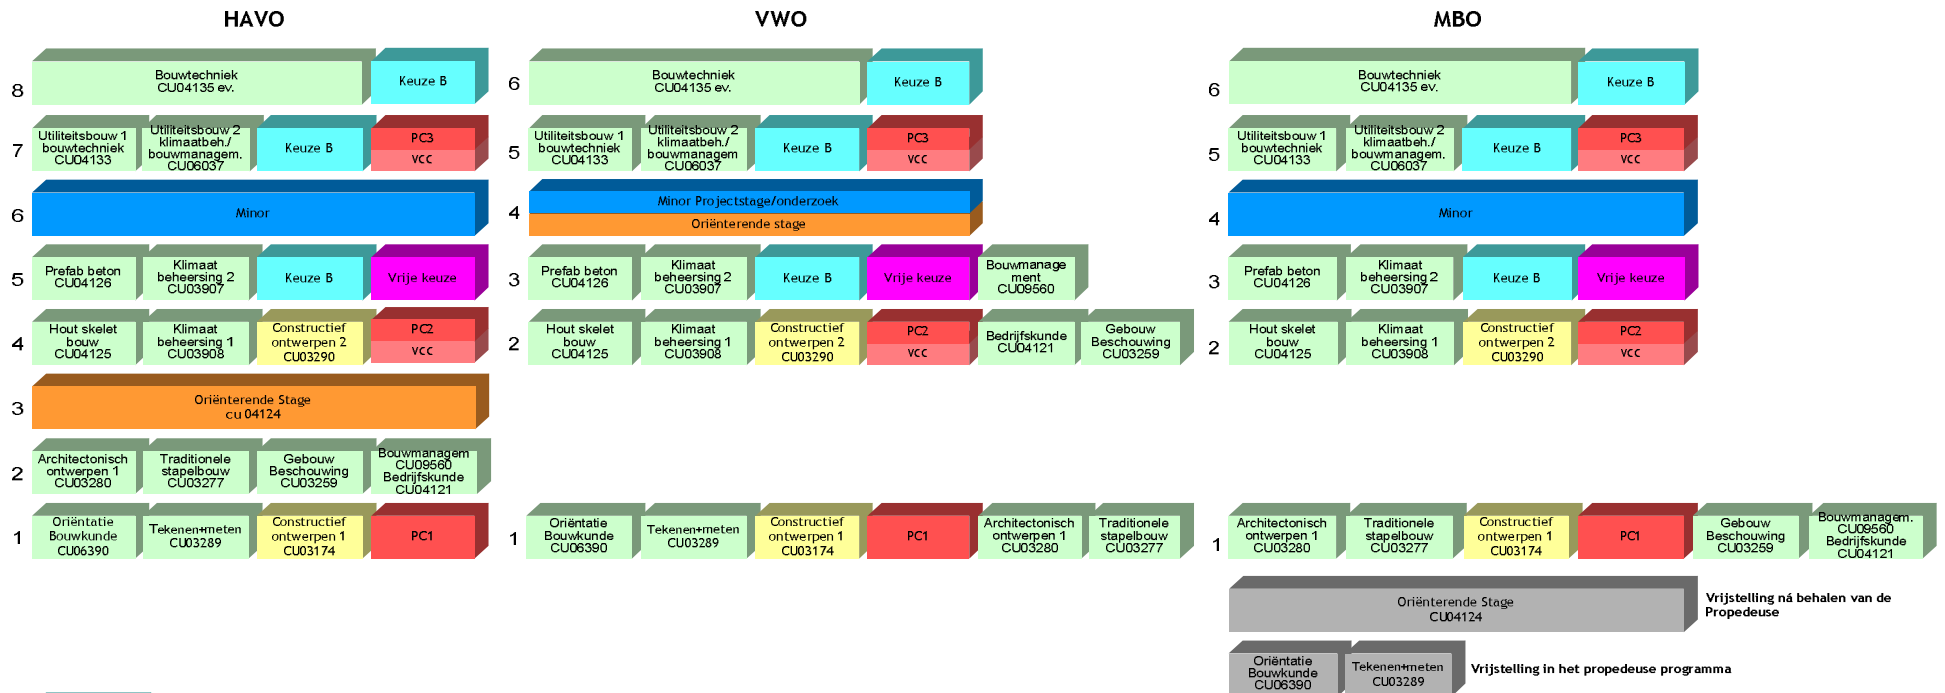 HAVO
VWO
MBO
8
Bouwtechniek
CU04135 ev.
Keuze B
6
Bouwtechniek
CU04135 ev.
Keuze B
6
Bouwtechniek
CU04135 ev.
Keuze B
7
Utiliteitsbouw 1
bouwtechniek
CU04133
Utiliteitsbouw 2
klimaatbeh./
bouwmanagem.
CU06037
Keuze B
PC3
VCC
5
Utiliteitsbouw 1
bouwtechniek
CU04133
Utiliteitsbouw 2
klimaatbeh./
bouwmanagem
CU06037
Keuze B
PC3
VCC
5
Utiliteitsbouw 1
bouwtechniek
CU04133
Utiliteitsbouw 2
klimaatbeh./
bouwmanagem.
CU06037
Keuze B
PC3
VCC
6
Minor
4
Minor Projectstage/onderzoek
Oriënterende stage
4
Minor
5
Prefab beton
CU04126
Klimaat
beheersing 2
CU03907
Keuze B
Vrije keuze
3
Prefab beton
CU04126
Klimaat
beheersing 2
CU03907
Keuze B
Vrije keuze
Bouwmanage
ment
CU09560
3
Prefab beton
CU04126
Klimaat
beheersing 2
CU03907
Keuze B
Vrije keuze
4
Hout skelet
bouw
CU04125
Klimaat
beheersing 1
CU03908
Constructief
ontwerpen 2
CU03290
PC2
VCC
2
Hout skelet
bouw
CU04125
Klimaat
beheersing 1
CU03908
Constructief
ontwerpen 2
CU03290
PC2
VCC
Bedrijfskunde
CU04121
Gebouw
Beschouwing
CU03259
2
Hout skelet
bouw
CU04125
Klimaat
beheersing 1
CU03908
Constructief
ontwerpen 2
CU03290
PC2
VCC
3
Oriënterende Stage
cu 04124
2
Architectonisch
ontwerpen 1
CU03280
Traditionele
stapelbouw
CU03277
Gebouw
Beschouwing
CU03259
Bouwmanagem
CU09560
Bedrijfskunde
CU04121
1
Oriëntatie
Bouwkunde
CU06390
Tekenen+meten
CU03289
Constructief
ontwerpen 1
CU03174
PC1
1
Oriëntatie
Bouwkunde
CU06390
Tekenen+meten
CU03289
Constructief
ontwerpen 1
CU03174
PC1
Architectonisch
ontwerpen 1
CU03280
Traditionele
stapelbouw
CU03277
1
Architectonisch
ontwerpen 1
CU03280
Traditionele
stapelbouw
CU03277
Constructief
ontwerpen 1
CU03174
PC1
Gebouw
Beschouwing
CU03259
Bouwmanagem.
CU09560
Bedrijfskunde
CU04121
Oriënterende Stage
CU04124
Vrijstelling ná behalen van de
Propedeuse
Oriëntatie
Bouwkunde
CU06390
Tekenen+meten
CU03289
Vrijstelling in het propedeuse programma